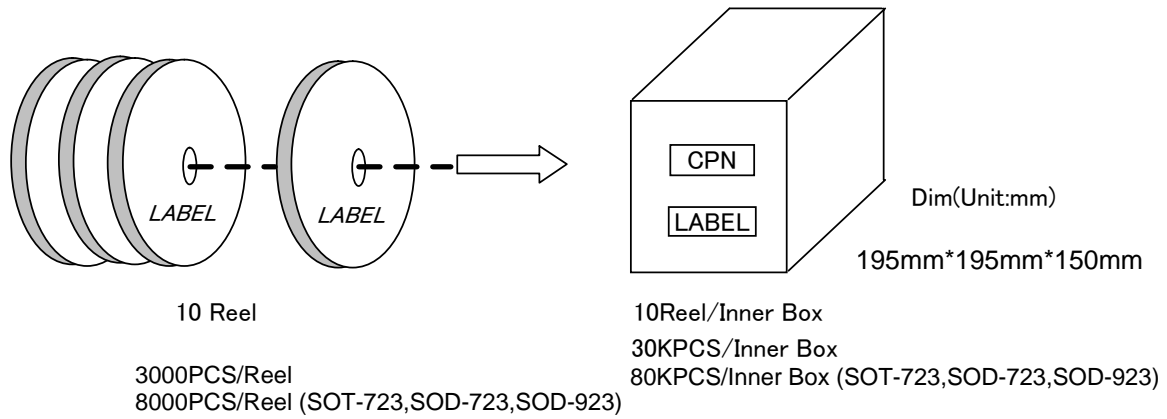 LABEL
LABEL
CPN
LABEL
Dim(Unit:mm)
195mm*195mm*150mm
10 Reel
10Reel/Inner Box
30KPCS/Inner Box
80KPCS/Inner Box (SOT-723,SOD-723,SOD-923)
3000PCS/Reel
8000PCS/Reel (SOT-723,SOD-723,SOD-923)